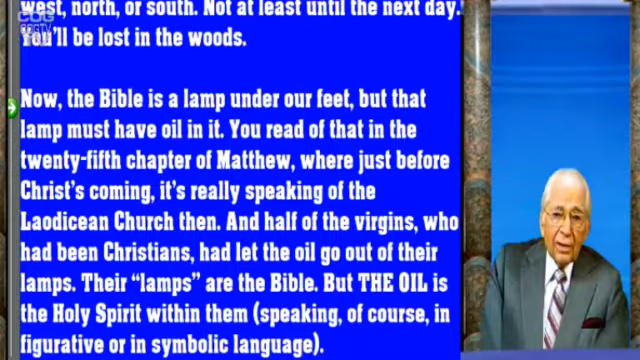 west, north, or south. Not at least until the next day.
You'll be lost in the woods.
Now, the Bible is a lamp under our feet, but that
lamp must have oil in it. You read of that in the
twenty-fifth chapter of Matthew, where just before
Christ's coming, it's really speaking of the
Laodicean Church then. And half of the virgins, who
had been Christians, had let the oil go out of their
lamps. Their “lamps” are the Bible. But THE OIL is
the Holy Spirit within them (speaking, of course, in
figurative or in symbolic language).